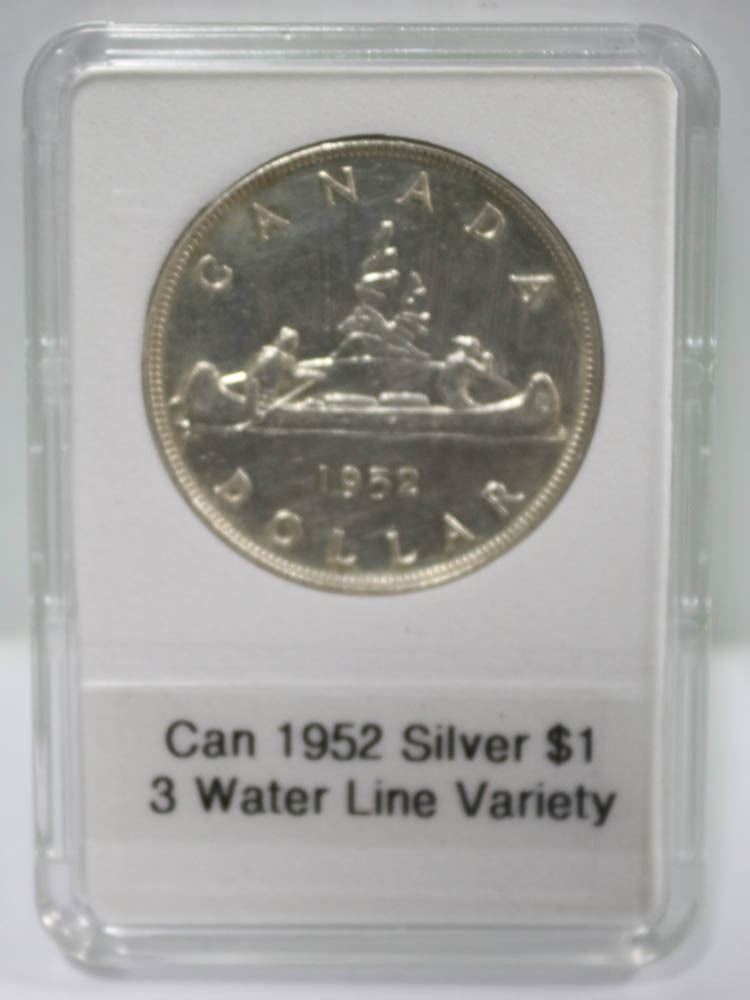 CANADA
1952
DOLLAR
Can 1952 Silver $1
3 Water Line Variety